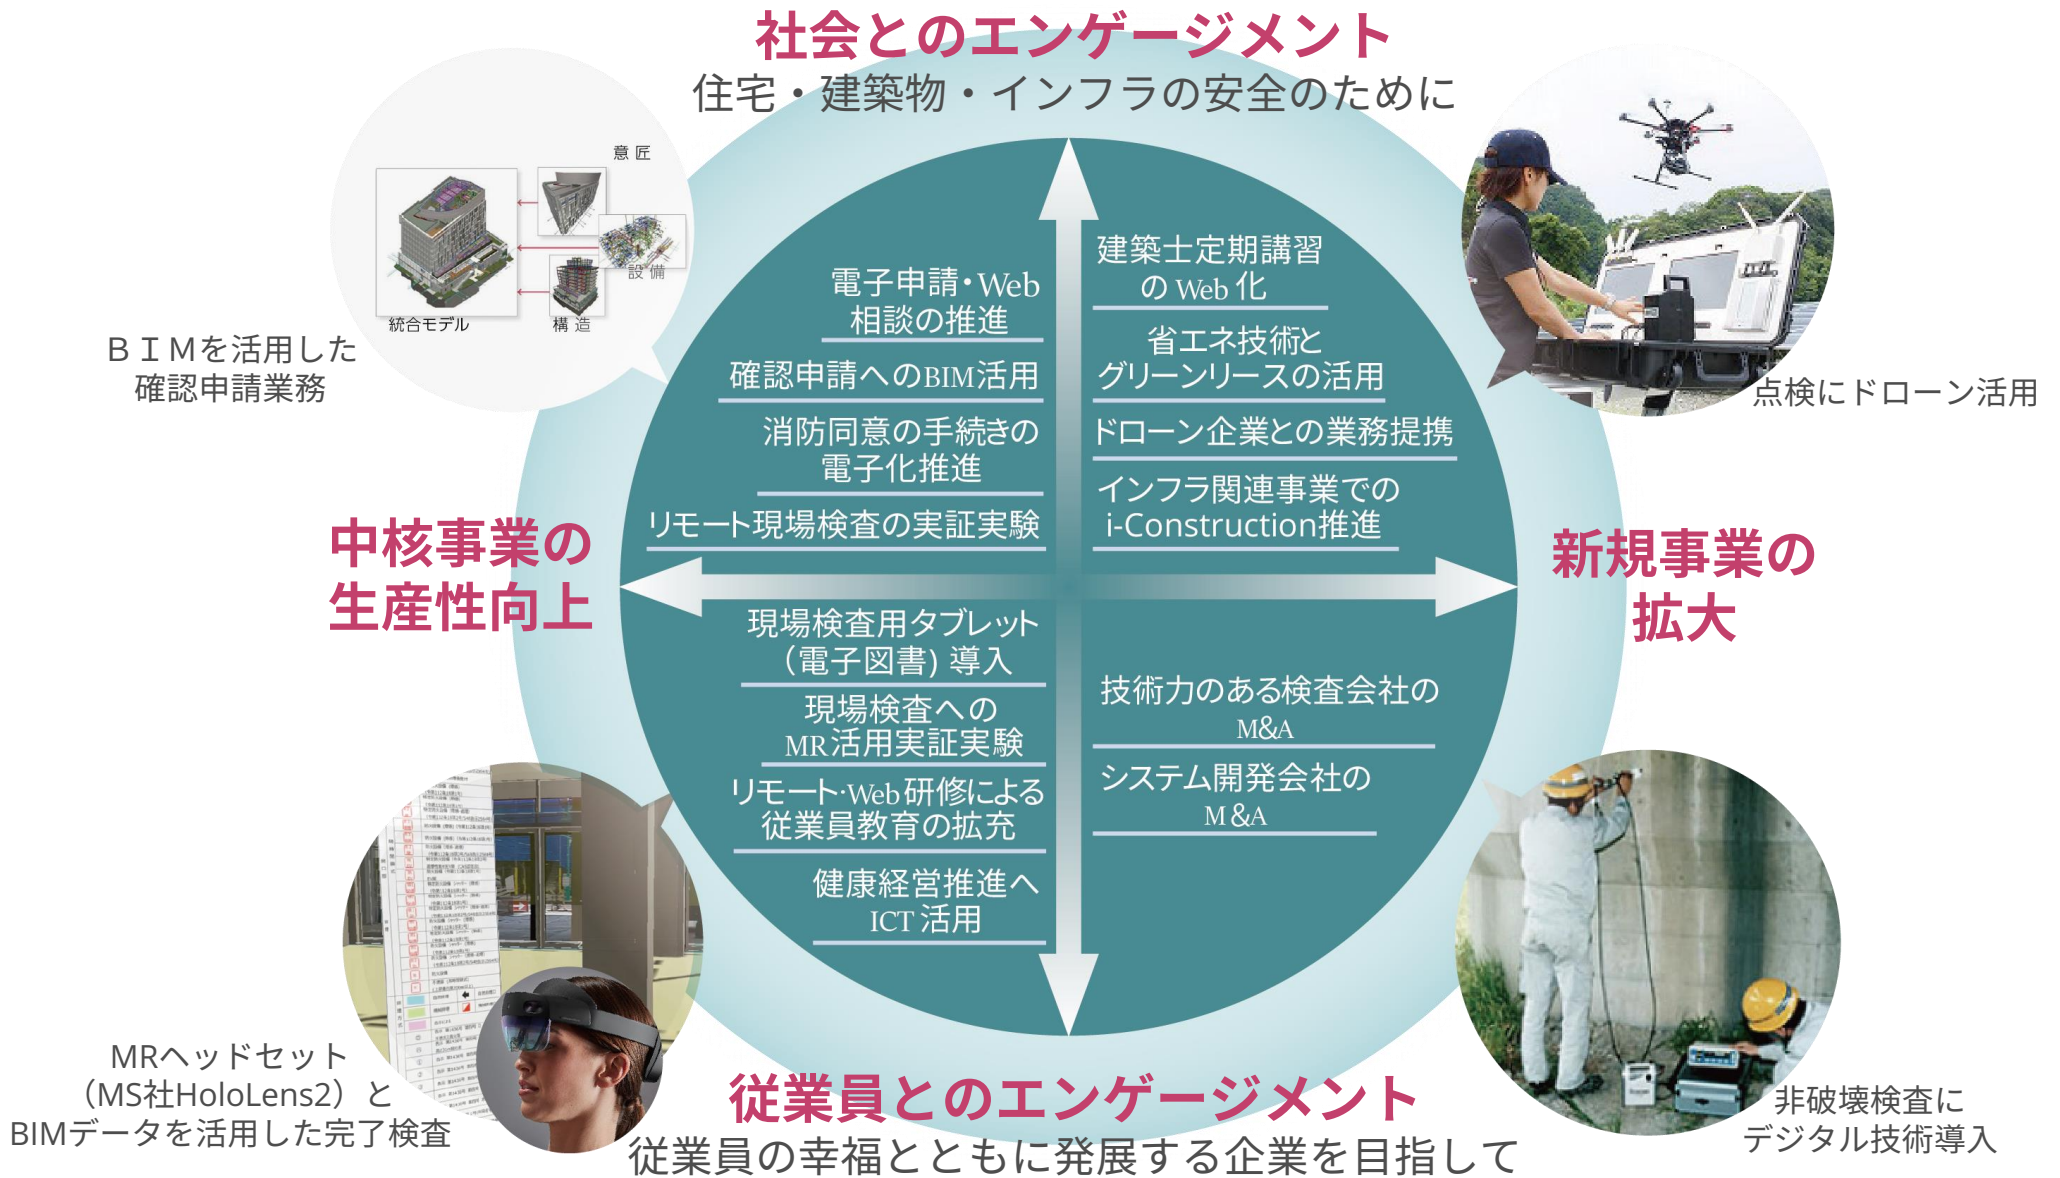 社会とのエンゲージメント
住宅・建築物・インフラの安全のために
意匠
設備
統合モデル
構造
ＢＩＭを活用した
確認申請業務
点検にドローン活用
電子申請・Web
相談の推進
確認申請へのBIM活用
消防同意の手続きの
電子化推進
リモート現場検査の実証実験
建築士定期講習
のWeb化
省エネ技術と
グリーンリースの活用
ドローン企業との業務提携
インフラ関連事業での
i-Construction推進
中核事業の
生産性向上
新規事業の
拡大
現場検査用タブレット
（電子図書）導入
現場検査への
MR活用実証実験
リモート·Web研修による
従業員教育の拡充
健康経営推進へ
ICT活用
技術力のある検査会社の
M&A
システム開発会社の
M&A
MRヘッドセット
（MS社HoloLens2）と
BIMデータを活用した完了検査
非破壊検査に
デジタル技術導入
従業員とのエンゲージメント
従業員の幸福とともに発展する企業を目指して